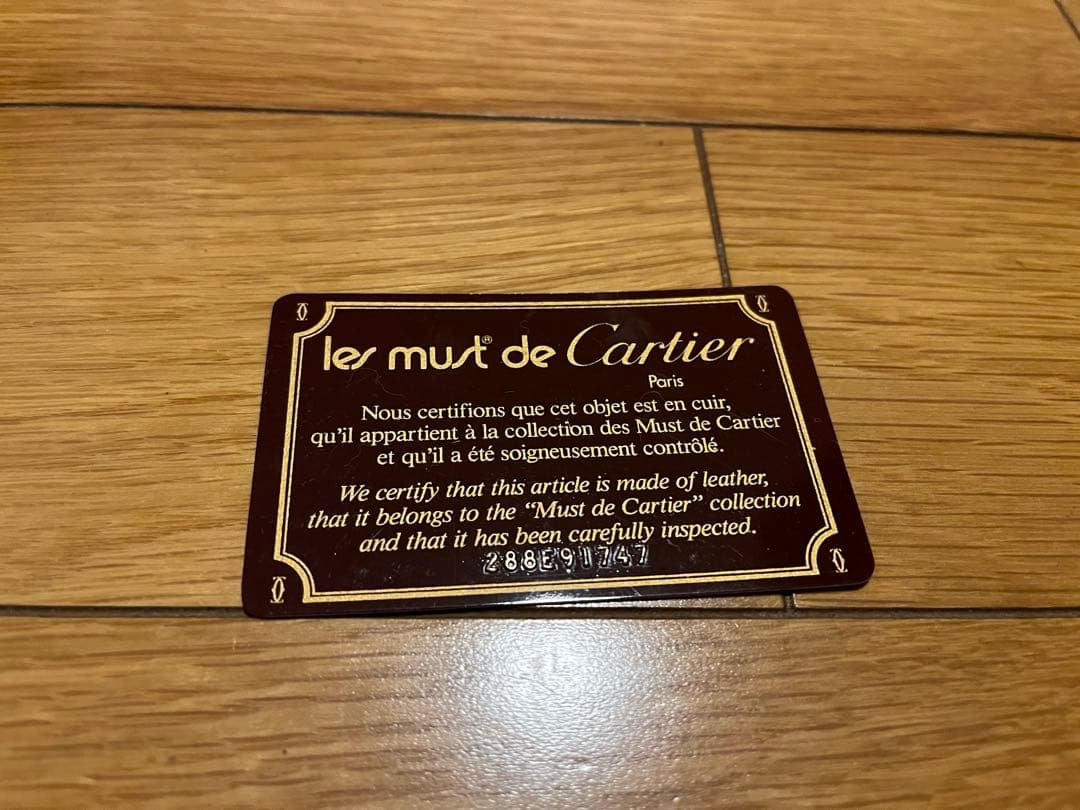 les must® de Cartier
Paris
Nous certifions que cet objet est en cuir,
qu'il appartient à la collection des Must de Cartier
et qu'il a été soigneusement contrôlé.
We certify that this article is made of leather,
that it belongs to the "Must de Cartier" collection
and that it has been carefully inspected.
288E91747